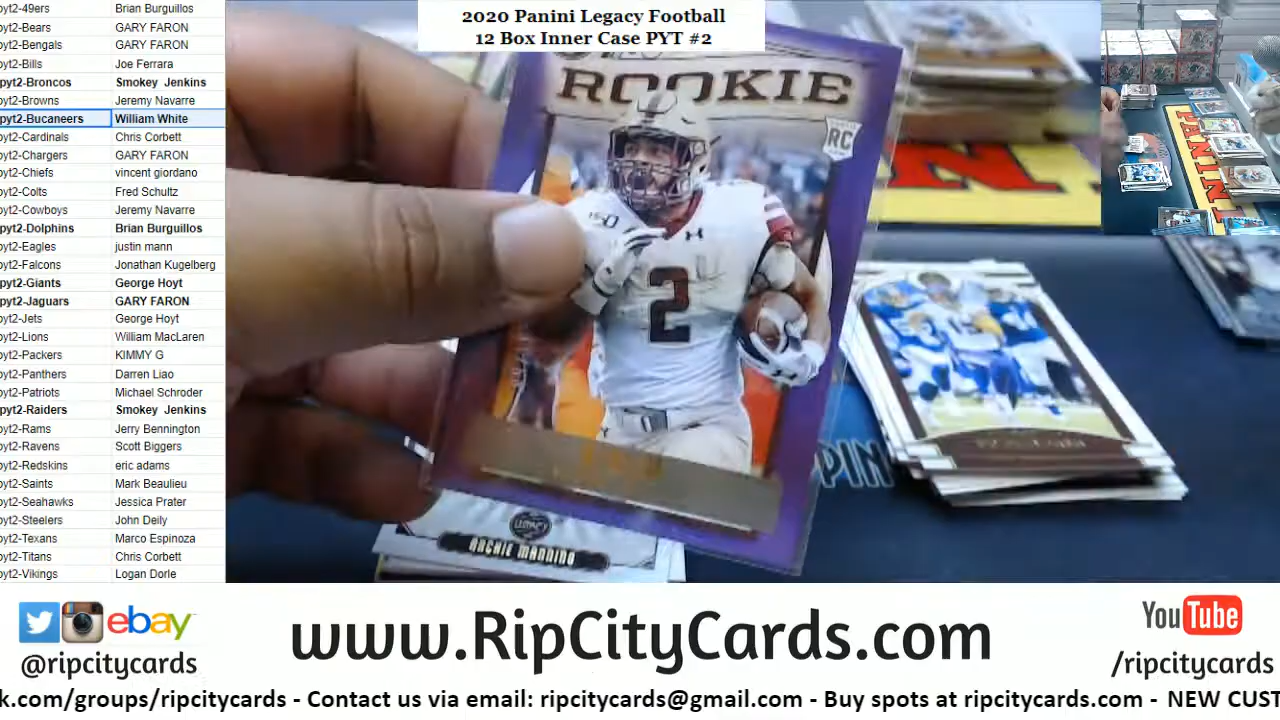 2020 Panini Legacy Football
12 Box Inner Case PYT #2
pyt2-49ers Brian Burguillos
pyt2-Bears GARY FARON
pyt2-Bengals GARY FARON
pyt2-Bills Joe Ferrara
pyt2-Broncos Smokey Jenkins
pyt2-Browns Jeremy Navarre
pyt2-Bucaneers William White
pyt2-Cardinals Chris Corbett
pyt2-Chargers GARY FARON
pyt2-Chiefs vincent giordano
pyt2-Colts Fred Schultz
pyt2-Cowboys Jeremy Navarre
pyt2-Dolphins Brian Burguillos
pyt2-Eagles justin mann
pyt2-Falcons Jonathan Kugelberg
pyt2-Giants George Hoyt
pyt2-Jaguars GARY FARON
pyt2-Jets George Hoyt
pyt2-Lions William MacLaren
pyt2-Packers KIMMY G
pyt2-Panthers Darren Liao
pyt2-Patriots Michael Schroder
pyt2-Raiders Smokey Jenkins
pyt2-Rams Jerry Bennington
pyt2-Ravens Scott Biggers
pyt2-Redskins eric adams
pyt2-Saints Mark Beaulieu
pyt2-Seahawks Jessica Prater
pyt2-Steelers John Deily
pyt2-Texans Marco Espinoza
pyt2-Titans Chris Corbett
pyt2-Vikings Logan Dorle
ROOKIE
RC
2
LEGACY
ARCHIE MANNING
PANINI
ebay
@ripcitycards
www.RipCityCards.com
YouTube
/ripcitycards
k.com/groups/ripcitycards - Contact us via email: ripcitycards@gmail.com - Buy spots at ripcitycards.com - NEW CUST